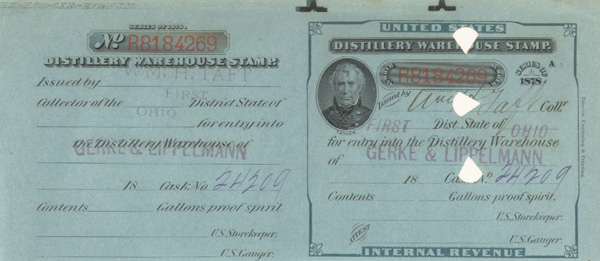 SERIES OF 1878.
No R8184269
DISTILLERY WAREHOUSE STAMP.
Issued by WM. H. TAFT
Collector of the FIRST District State of
OHIO for entry into
the Distillery Warehouse of
GERKE & LIPPELMANN
18 Cask No. 24209
Contents Gallons proof spirit.
U.S. Storekeeper.
U.S. Gauger.
UNITED STATES
DISTILLERY WAREHOUSE STAMP.
R8184269
SERIES OF 1878
Issued by Taft Collr.
FIRST Dist. State of OHIO
for entry into the Distillery Warehouse
of GERKE & LIPPELMANN
18 Cask No. 24209
Contents Gallons proof spirit.
U.S. Storekeeper.
ATTEST
U.S. Gauger.
INTERNAL REVENUE